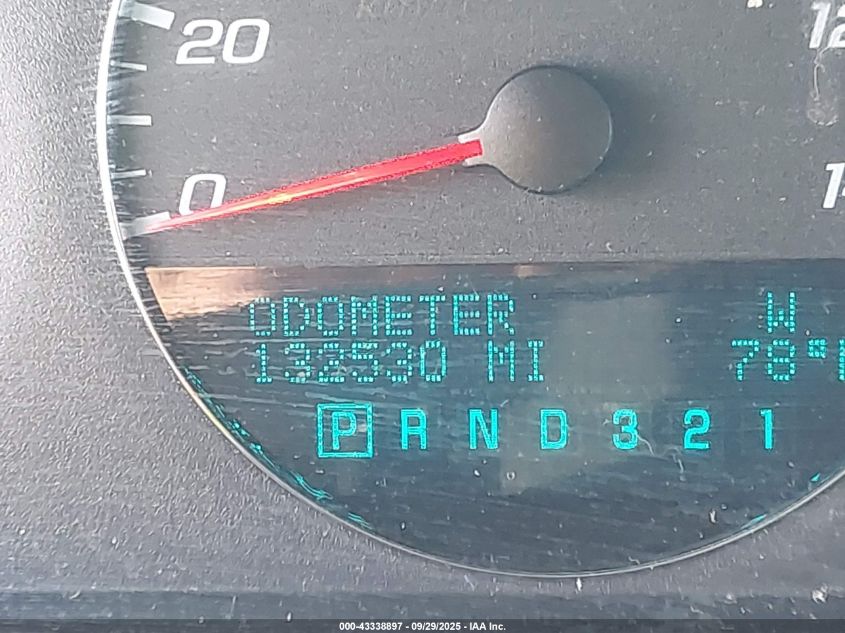 20
0
ODOMETER W
132530 MI 78°
P R N D 3 2 1
000-43338897 - 09/29/2025 - IAA Inc.